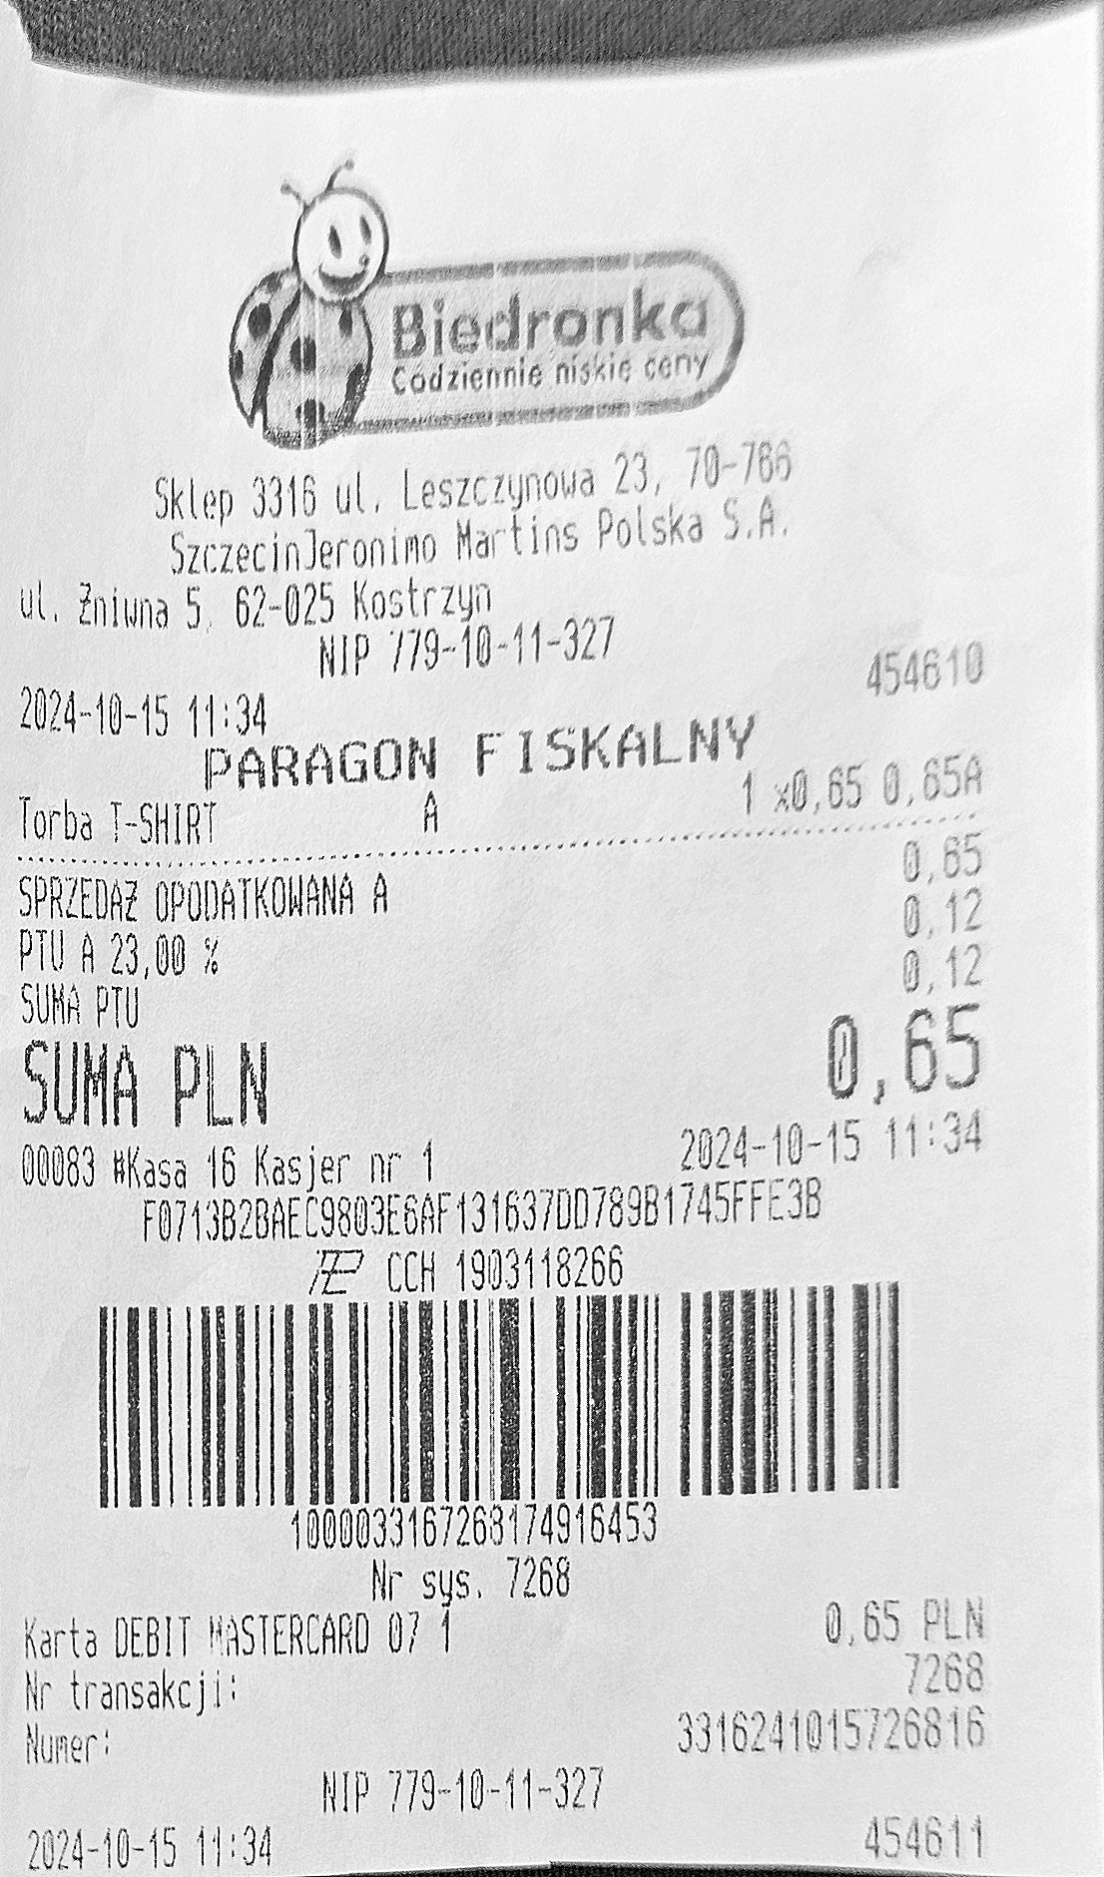 Biedronka
Codziennie niskie ceny
Sklep 3316 ul. Leszczynowa 23, 70-786
SzczecinJeronimo Martins Polska S.A.
ul. Żniwna 5, 62-025 Kostrzyn
NIP 779-10-11-327
2024-10-15 11:34 454610
PARAGON FISKALNY
Torba T-SHIRT A 1 x0,65 0,65A
SPRZEDAŻ OPODATKOWANA A 0,65
PTU A 23,00 % 0,12
SUMA PTU 0,12
SUMA PLN 0,65
00083 #Kasa 16 Kasjer nr 1 2024-10-15 11:34
F0713B2BAEC9803E6AF131637DD789B1745FFE3B
CCH 1903118266
1000033167268174916453
Nr sys. 7268
Karta DEBIT MASTERCARD 07 1 0,65 PLN
Nr transakcji: 7268
Numer: 3316241015726816
NIP 779-10-11-327
2024-10-15 11:34 454611